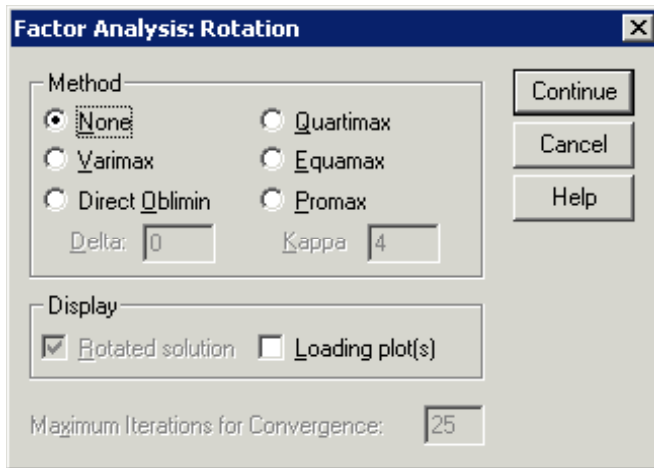 Factor Analysis: Rotation
Method
None
Quartimax
Varimax
Equamax
Direct Oblimin
Promax
Delta: 0
Kappa 4
Continue
Cancel
Help
Display
Rotated solution
Loading plot(s)
Maximum Iterations for Convergence: 25